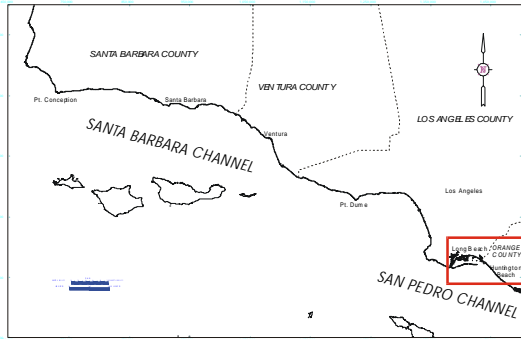 SANTA BARBARA COUNTY
VENTURA COUNTY
N
LOS ANGELES COUNTY
Pt. Conception
Santa Barbara
SANTA BARBARA CHANNEL
Ventura
Los Angeles
Pt. Dume
Long Beach
ORANGE
COUNTY
Huntington
Beach
SAN PEDRO CHANNEL